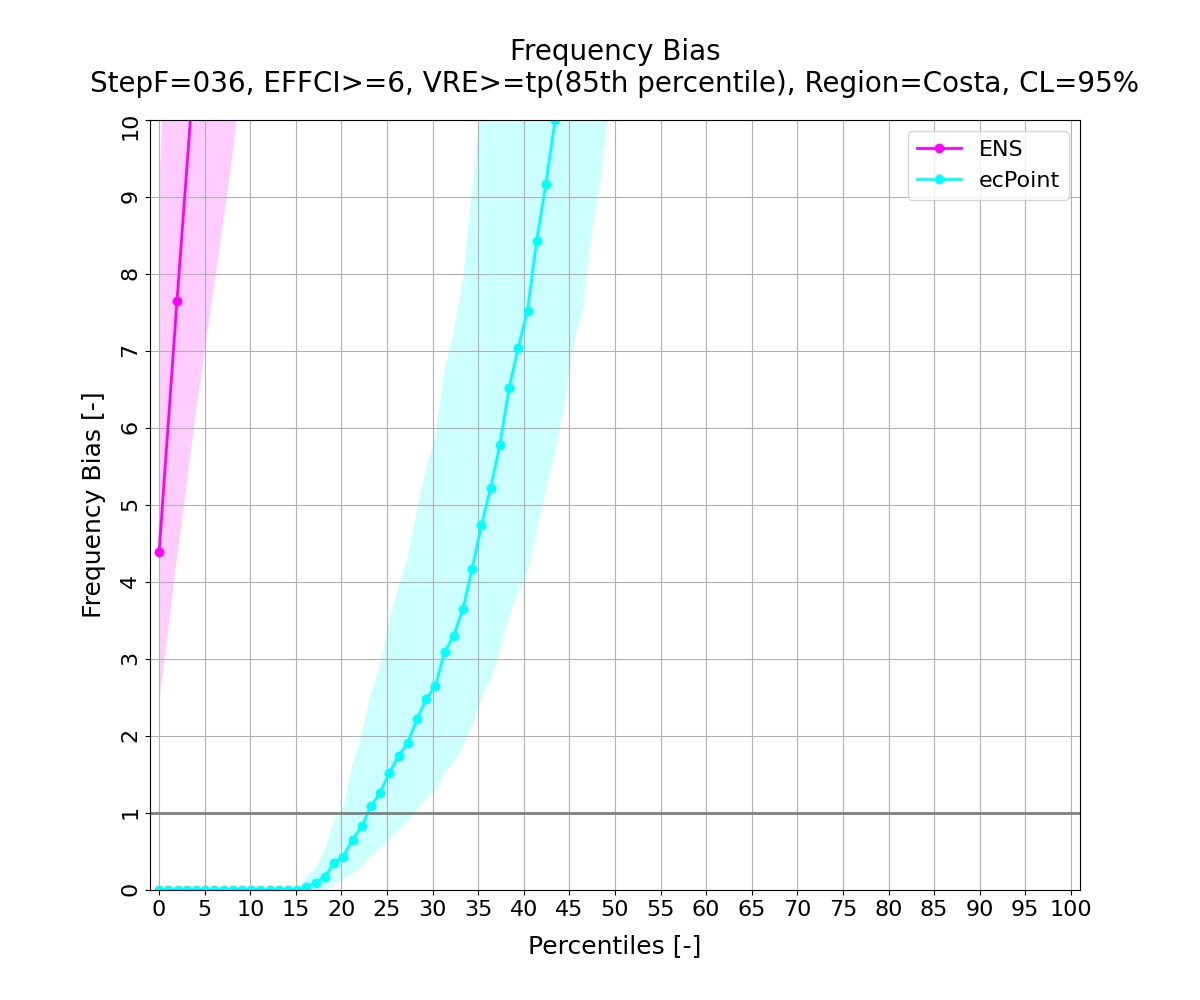 Frequency Bias
StepF=036, EFFCI>=6, VRE>=tp(85th percentile), Region=Costa, CL=95%
ENS
ecPoint
Frequency Bias [-]
10
9
8
7
6
5
4
3
2
1
0
0 5 10 15 20 25 30 35 40 45 50 55 60 65 70 75 80 85 90 95 100
Percentiles [-]